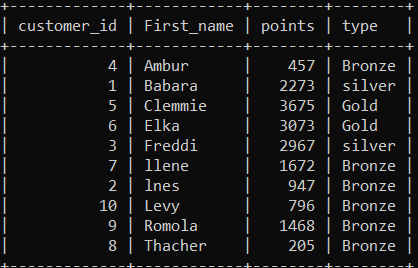 +-------------+------------+--------+--------+
| customer_id | First_name | points | type   |
+-------------+------------+--------+--------+
|           4 | Ambur      |    457 | Bronze |
|           1 | Babara     |   2273 | silver |
|           5 | Clemmie    |   3675 | Gold   |
|           6 | Elka       |   3073 | Gold   |
|           3 | Freddi     |   2967 | silver |
|           7 | llene      |   1672 | Bronze |
|           2 | lnes       |    947 | Bronze |
|          10 | Levy       |    796 | Bronze |
|           9 | Romola     |   1468 | Bronze |
|           8 | Thacher    |    205 | Bronze |
+-------------+------------+--------+--------+